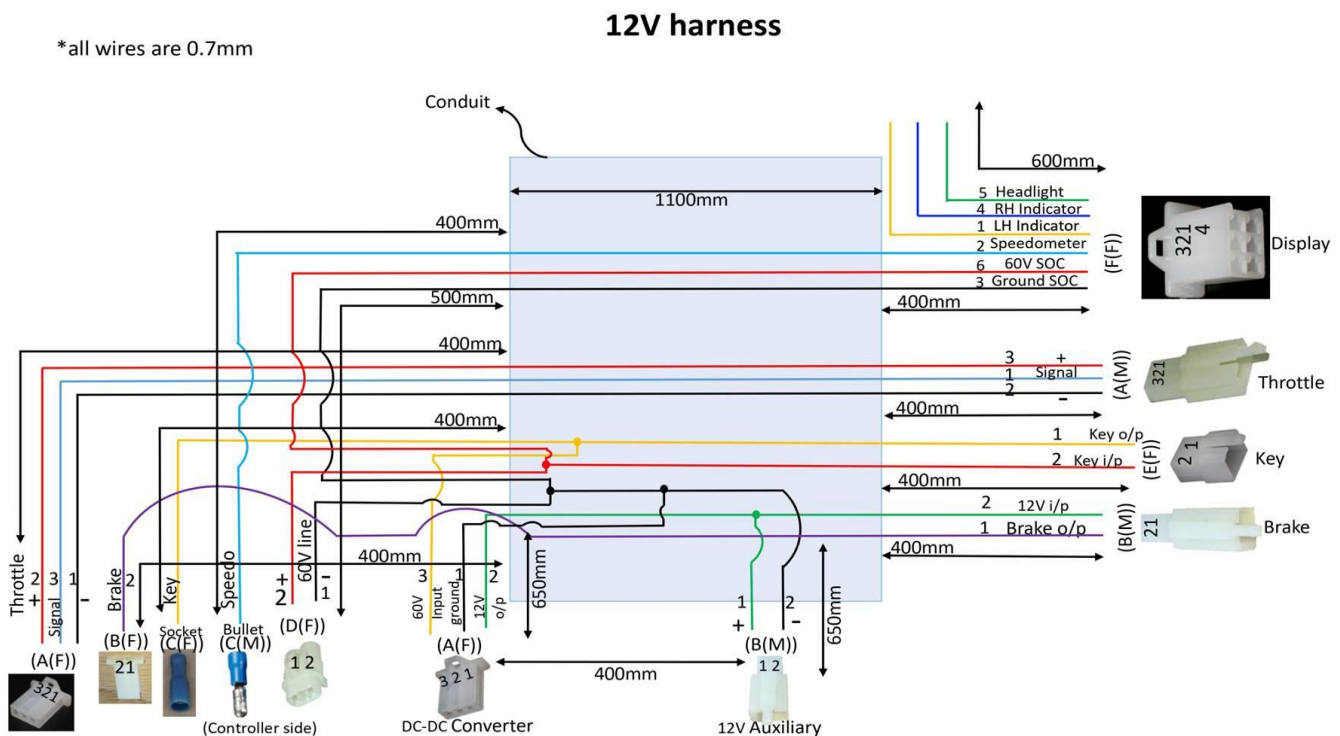 12V harness
*all wires are 0.7mm
Conduit
600mm
1100mm
5 Headlight
4 RH Indicator
1 LH Indicator
2 Speedometer
6 60V SOC
3 Ground SOC
(F(F))
321
4
Display
400mm
500mm
400mm
400mm
3 +
1 Signal
2 −
(A(M))
321
Throttle
400mm
400mm
1 Key o/p
2 Key i/p
(E(F))
2 1
Key
400mm
2 12V i/p
1 Brake o/p
(B(M))
21
Brake
400mm
400mm
Throttle
2 3 1
+ Signal −
(A(F))
321
Brake
2
(B(F))
21
Key
Socket
(C(F))
Speedo
Bullet
(C(M))
(Controller side)
60V line
+ −
2 1
(D(F))
1 2
3 1 2
60V
Input ground
12V o/p
(A(F))
3 2 1
DC-DC Converter
650mm
400mm
1 2
+ −
(B(M))
1 2
12V Auxiliary
650mm